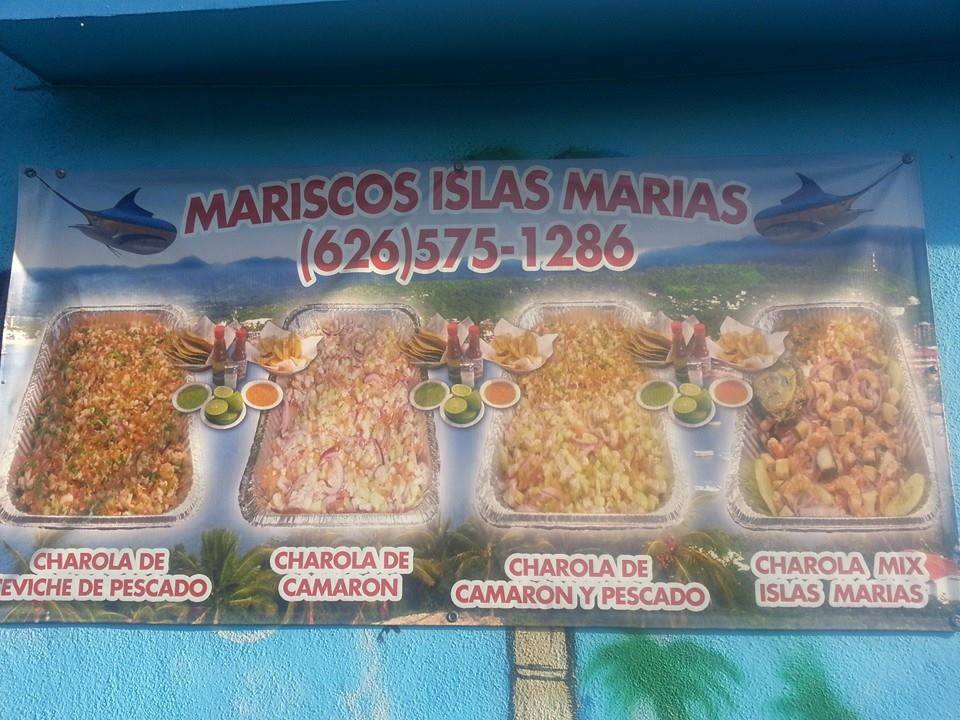 MARISCOS ISLAS MARIAS
(626)575-1286
CHAROLA DE
EVICHE DE PESCADO
CHAROLA DE
CAMARON
CHAROLA DE
CAMARON Y PESCADO
CHAROLA MIX
ISLAS MARIAS